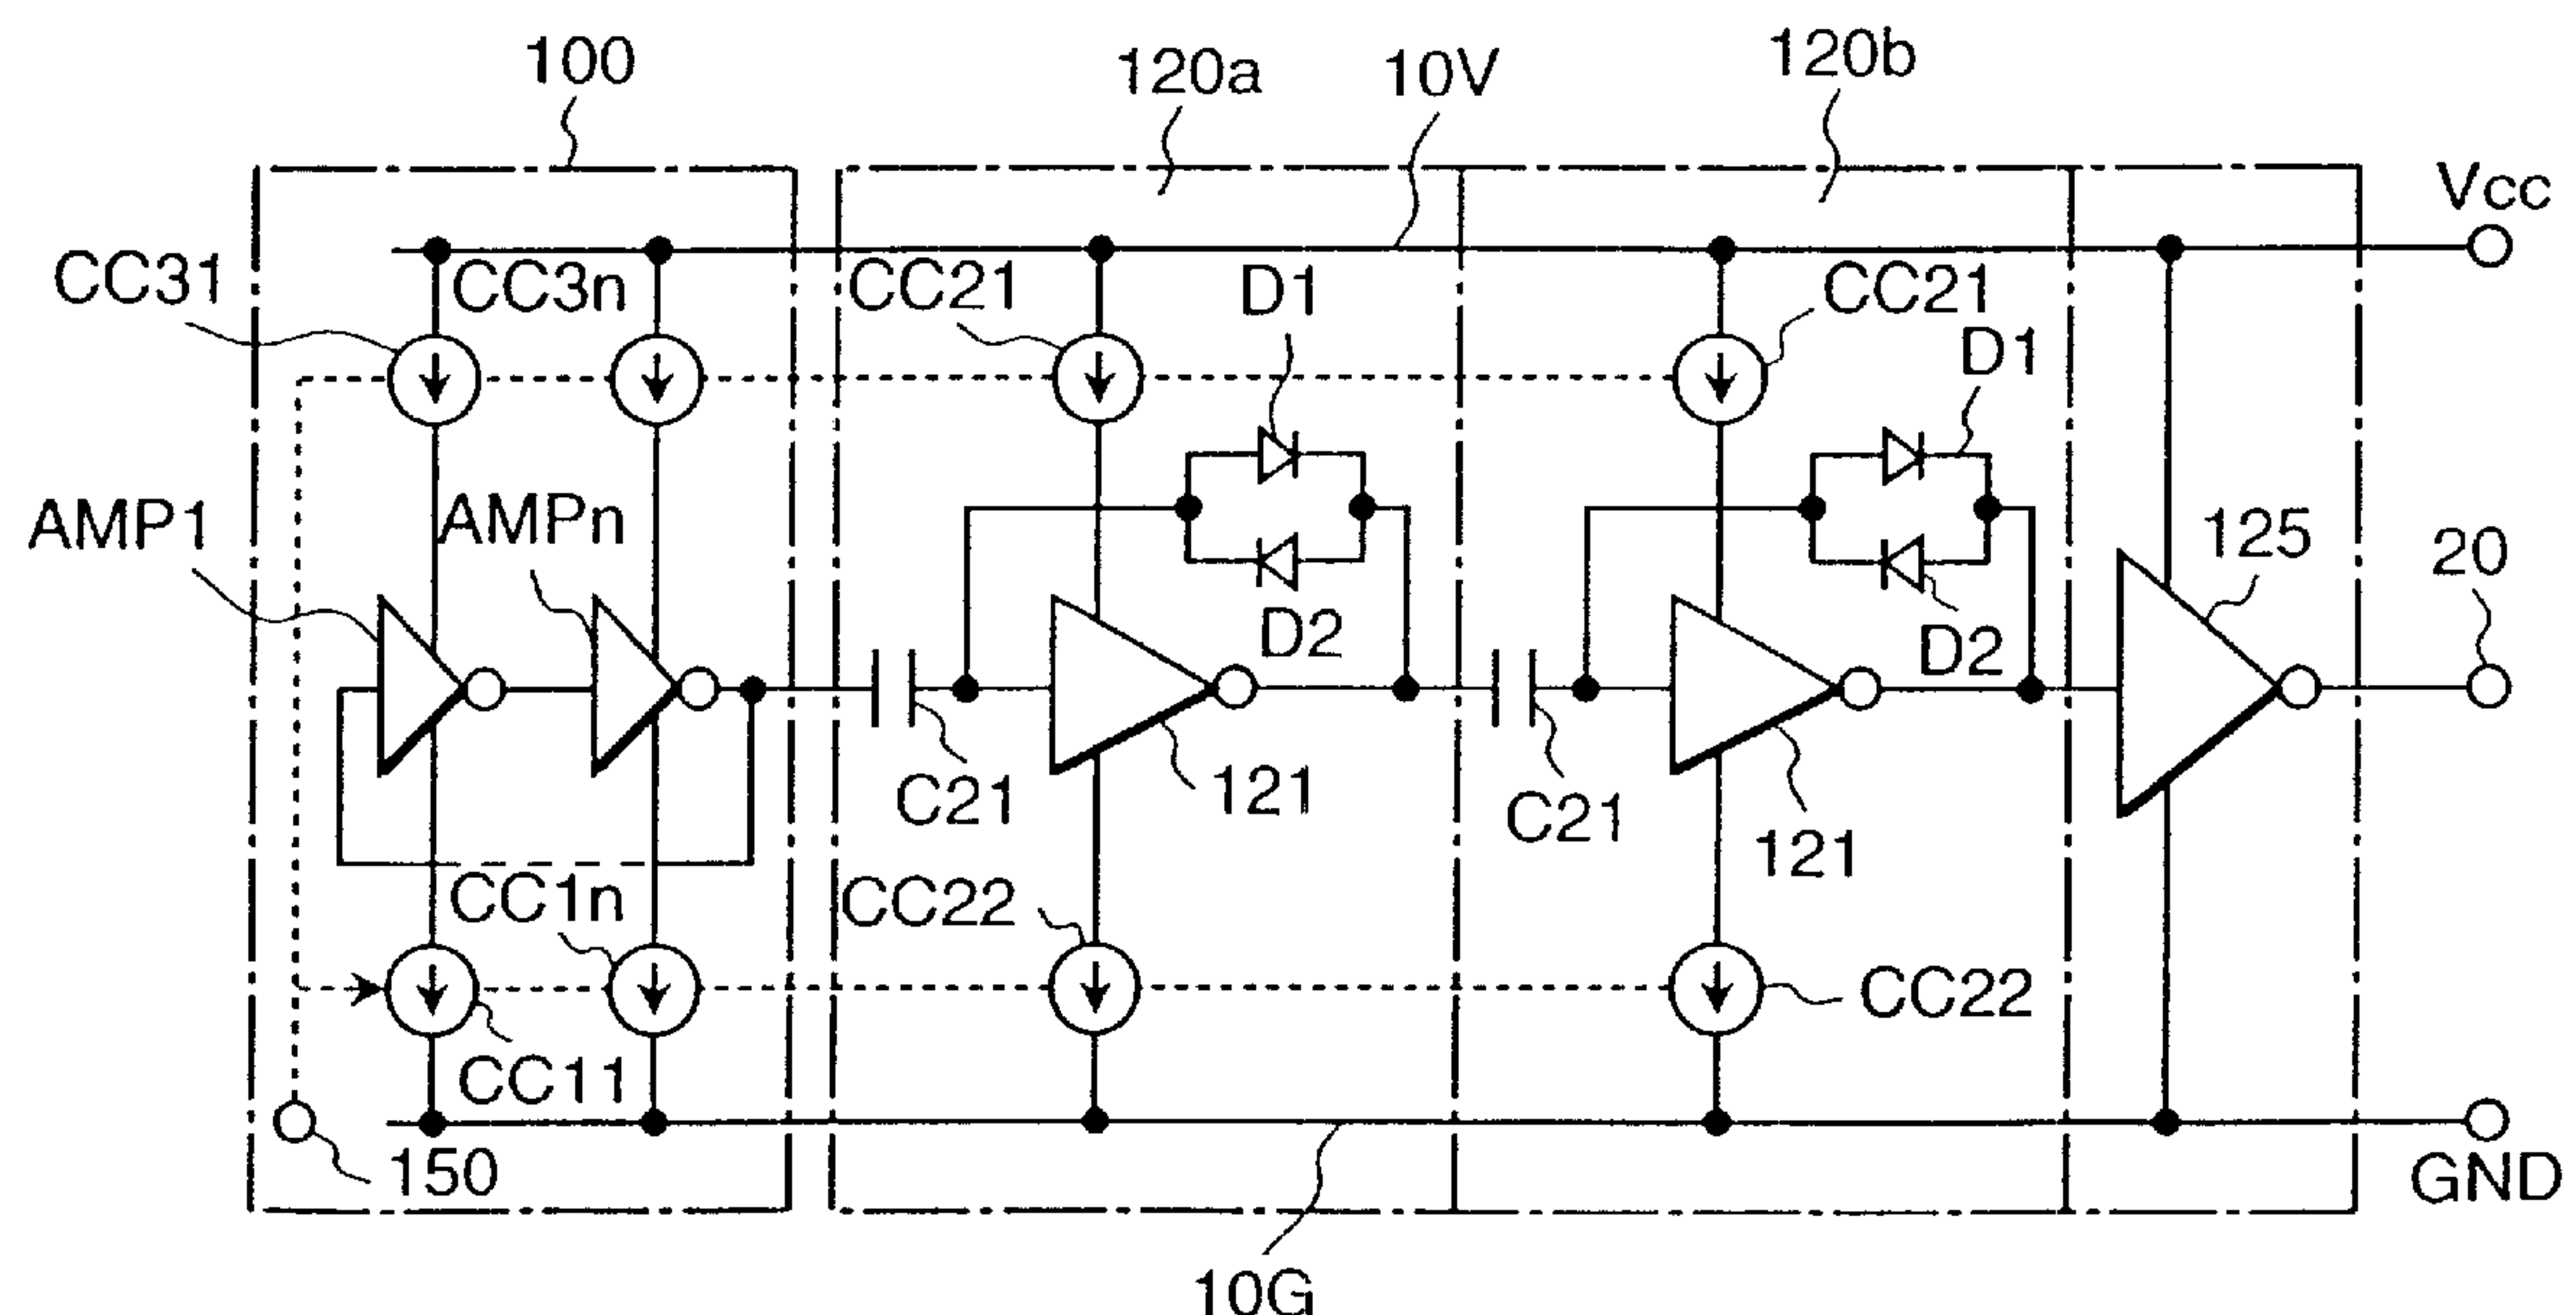 100
120a
10V
120b
Vcc
CC31
CC3n
CC21
D1
CC21
D1
AMP1
AMPn
125
20
D2
D2
C21
121
C21
121
CC1n
CC22
CC22
CC11
150
GND
10G